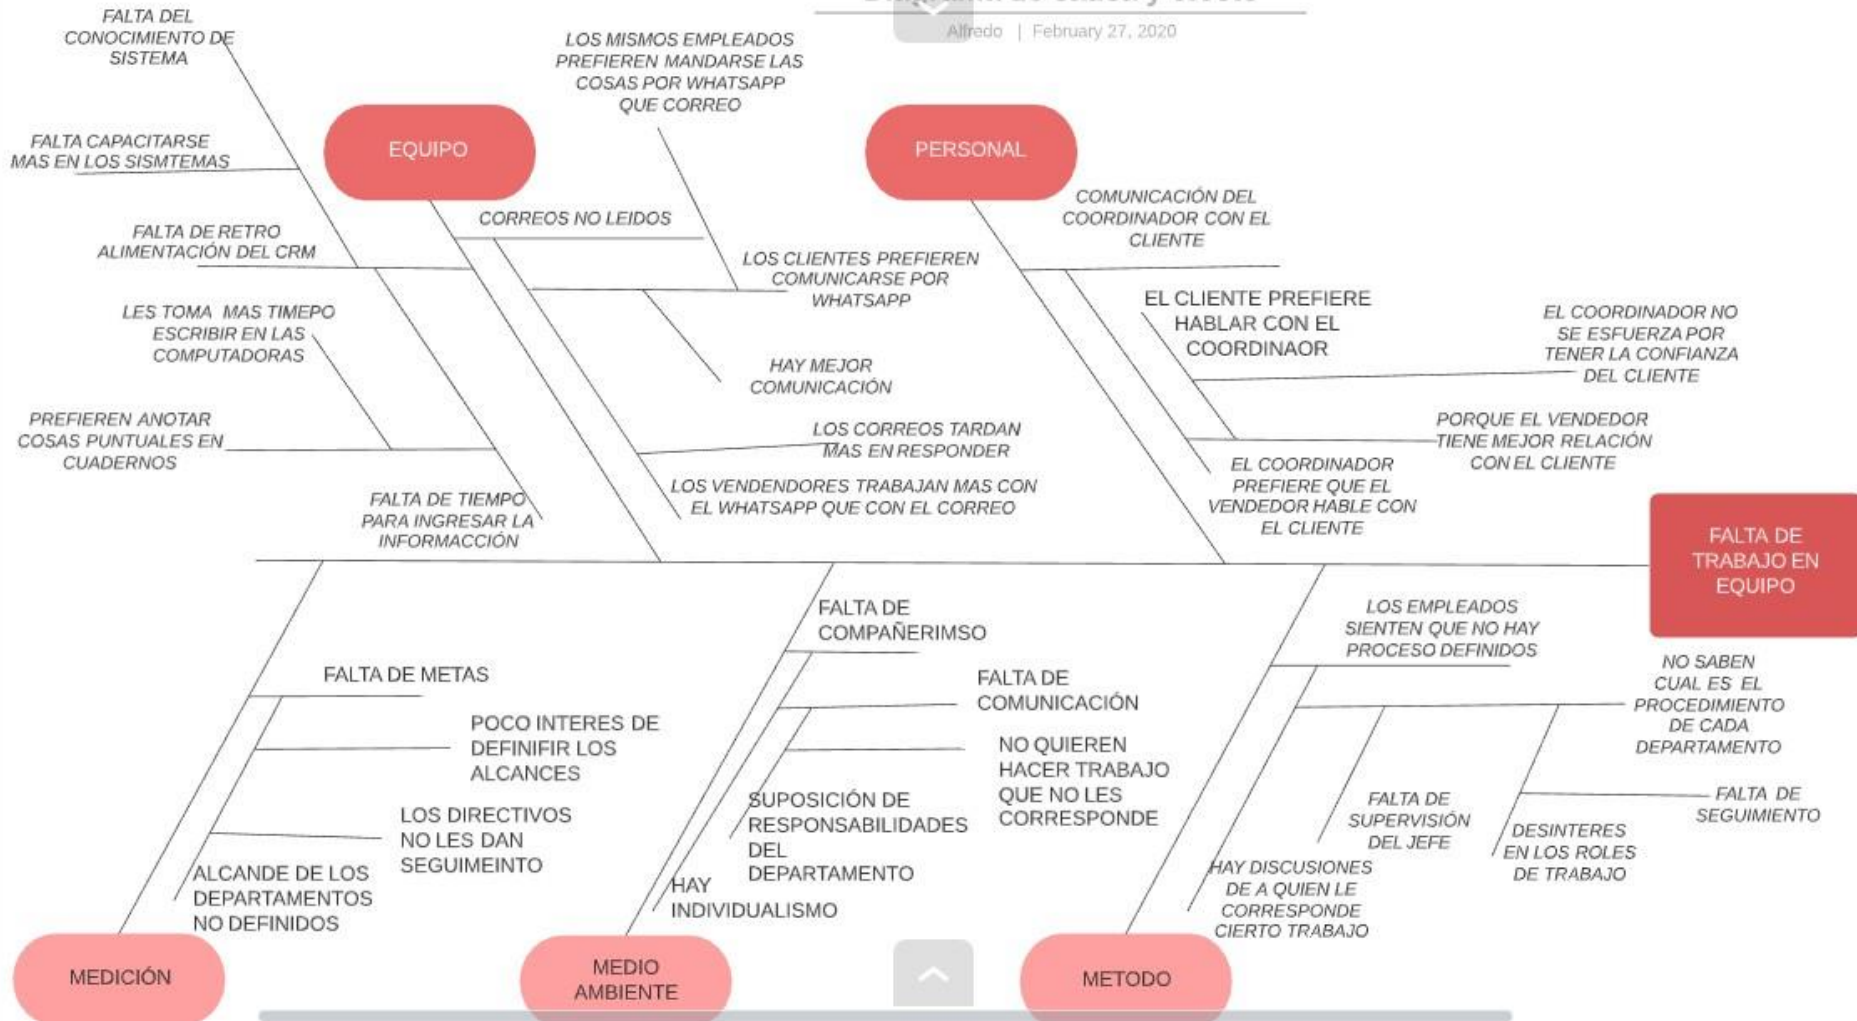 Alfredo | February 27, 2020
FALTA DEL
CONOCIMIENTO DE
SISTEMA
LOS MISMOS EMPLEADOS
PREFIEREN MANDARSE LAS
COSAS POR WHATSAPP
QUE CORREO
FALTA CAPACITARSE
MAS EN LOS SISMTEMAS
EQUIPO
PERSONAL
CORREOS NO LEIDOS
COMUNICACIÓN DEL
COORDINADOR CON EL
CLIENTE
FALTA DE RETRO
ALIMENTACIÓN DEL CRM
LOS CLIENTES PREFIEREN
COMUNICARSE POR
WHATSAPP
EL CLIENTE PREFIERE
HABLAR CON EL
COORDINAOR
LES TOMA MAS TIMEPO
ESCRIBIR EN LAS
COMPUTADORAS
EL COORDINADOR NO
SE ESFUERZA POR
TENER LA CONFIANZA
DEL CLIENTE
HAY MEJOR
COMUNICACIÓN
PREFIEREN ANOTAR
COSAS PUNTUALES EN
CUADERNOS
LOS CORREOS TARDAN
MAS EN RESPONDER
PORQUE EL VENDEDOR
TIENE MEJOR RELACIÓN
CON EL CLIENTE
EL COORDINADOR
PREFIERE QUE EL
VENDEDOR HABLE CON
EL CLIENTE
LOS VENDENDORES TRABAJAN MAS CON
EL WHATSAPP QUE CON EL CORREO
FALTA DE TIEMPO
PARA INGRESAR LA
INFORMACCIÓN
FALTA DE
TRABAJO EN
EQUIPO
FALTA DE
COMPAÑERIMSO
LOS EMPLEADOS
SIENTEN QUE NO HAY
PROCESO DEFINIDOS
FALTA DE METAS
FALTA DE
COMUNICACIÓN
NO SABEN
CUAL ES EL
PROCEDIMIENTO
DE CADA
DEPARTAMENTO
POCO INTERES DE
DEFINIFIR LOS
ALCANCES
NO QUIEREN
HACER TRABAJO
QUE NO LES
CORRESPONDE
LOS DIRECTIVOS
NO LES DAN
SEGUIMEINTO
SUPOSICIÓN DE
RESPONSABILIDADES
DEL
DEPARTAMENTO
FALTA DE
SUPERVISIÓN
DEL JEFE
FALTA DE
SEGUIMIENTO
DESINTERES
EN LOS ROLES
DE TRABAJO
ALCANDE DE LOS
DEPARTAMENTOS
NO DEFINIDOS
HAY
INDIVIDUALISMO
HAY DISCUSIONES
DE A QUIEN LE
CORRESPONDE
CIERTO TRABAJO
MEDICIÓN
MEDIO
AMBIENTE
METODO